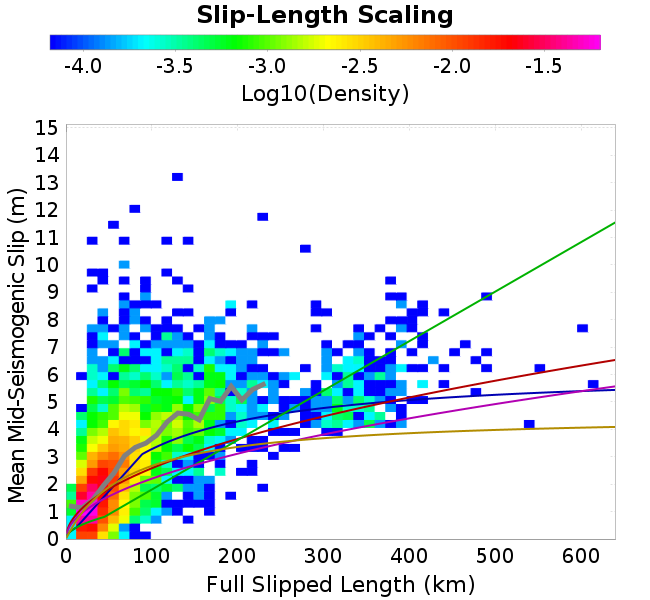 Slip-Length Scaling
-4.0 -3.5 -3.0 -2.5 -2.0 -1.5
Log10(Density)
15
14
13
12
11
10
9
8
7
6
5
4
3
2
1
0
Mean Mid-Seismogenic Slip (m)
0 100 200 300 400 500 600
Full Slipped Length (km)